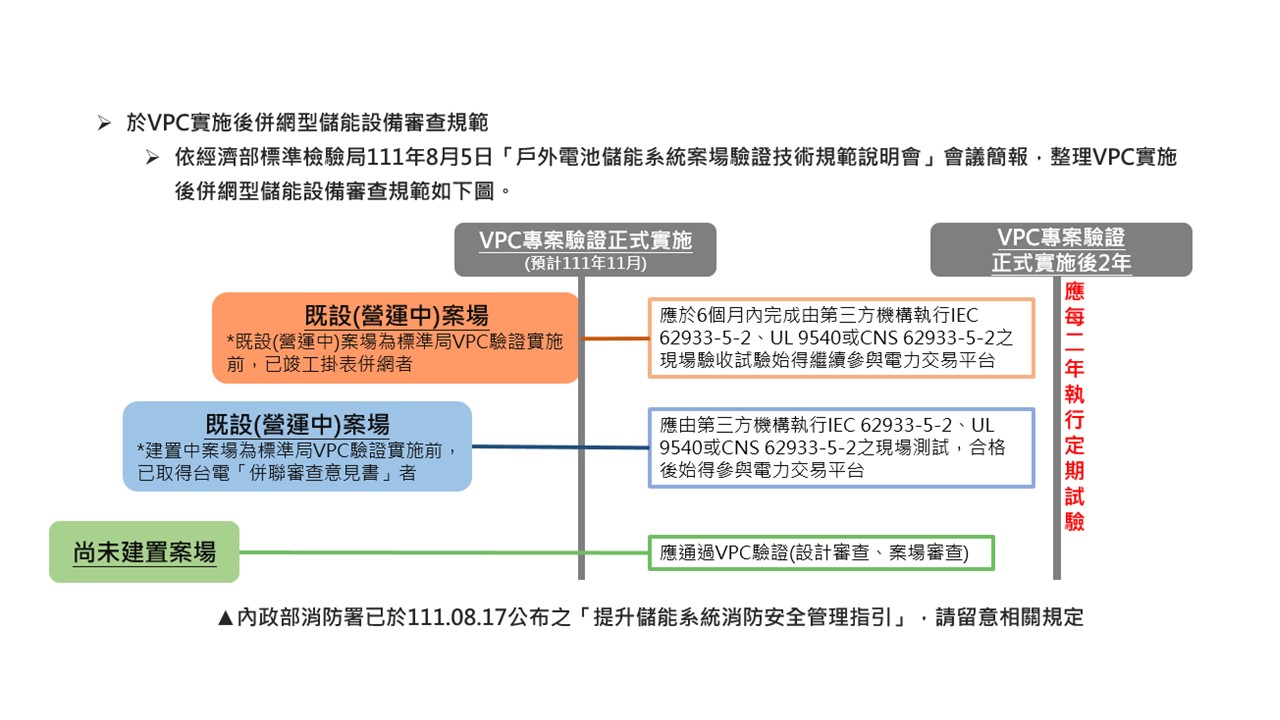 於VPC實施後併網型儲能設備審查規範
依經濟部標準檢驗局111年8月5日「戶外電池儲能系統案場驗證技術規範說明會」會議簡報，整理VPC實施
後併網型儲能設備審查規範如下圖。
VPC專案驗證正式實施
(預計111年11月)
VPC專案驗證
正式實施後2年
既設(營運中)案場
*既設(營運中)案場為標準局VPC驗證實施
前，已竣工掛表併網者
應於6個月內完成由第三方機構執行IEC
62933-5-2、UL 9540或CNS 62933-5-2之
現場驗收試驗始得繼續參與電力交易平台
既設(營運中)案場
*建置中案場為標準局VPC驗證實施前，
已取得台電「併聯審查意見書」者
應由第三方機構執行IEC 62933-5-2、UL
9540或CNS 62933-5-2之現場測試，合格
後始得參與電力交易平台
尚未建置案場
應通過VPC驗證(設計審查、案場審查)
應每二年執行定期試驗
▲內政部消防署已於111.08.17公布之「提升儲能系統消防安全管理指引」，請留意相關規定